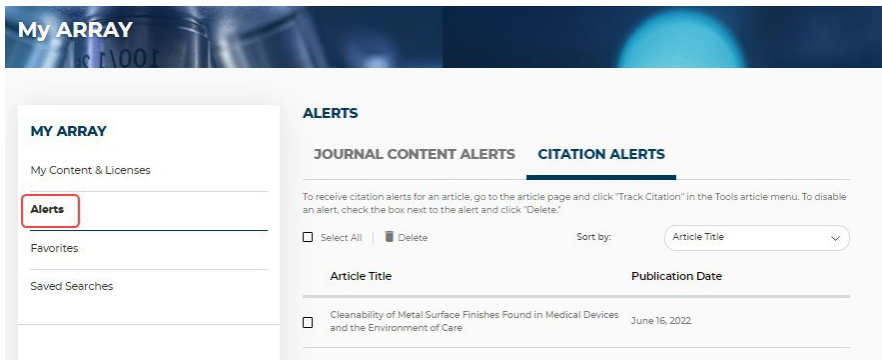 My ARRAY
100/1
MY ARRAY
My Content & Licenses
Alerts
Favorites
Saved Searches
ALERTS
JOURNAL CONTENT ALERTS CITATION ALERTS
To receive citation alerts for an article, go to the article page and click "Track Citation" in the Tools article menu. To disable
an alert, check the box next to the alert and click "Delete."
Select All Delete Sort by: Article Title
Article Title Publication Date
Cleanability of Metal Surface Finishes Found in Medical Devices
and the Environment of Care
June 16, 2022